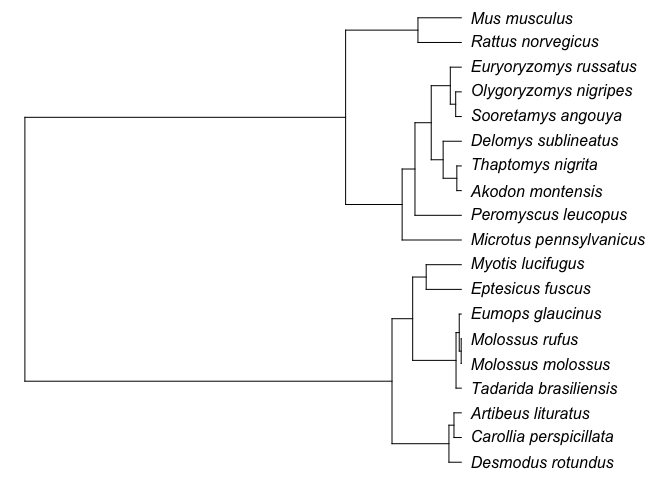 Mus musculus
Rattus norvegicus
Euryoryzomys russatus
Olygoryzomys nigripes
Sooretamys angouya
Delomys sublineatus
Thaptomys nigrita
Akodon montensis
Peromyscus leucopus
Microtus pennsylvanicus
Myotis lucifugus
Eptesicus fuscus
Eumops glaucinus
Molossus rufus
Molossus molossus
Tadarida brasiliensis
Artibeus lituratus
Carollia perspicillata
Desmodus rotundus